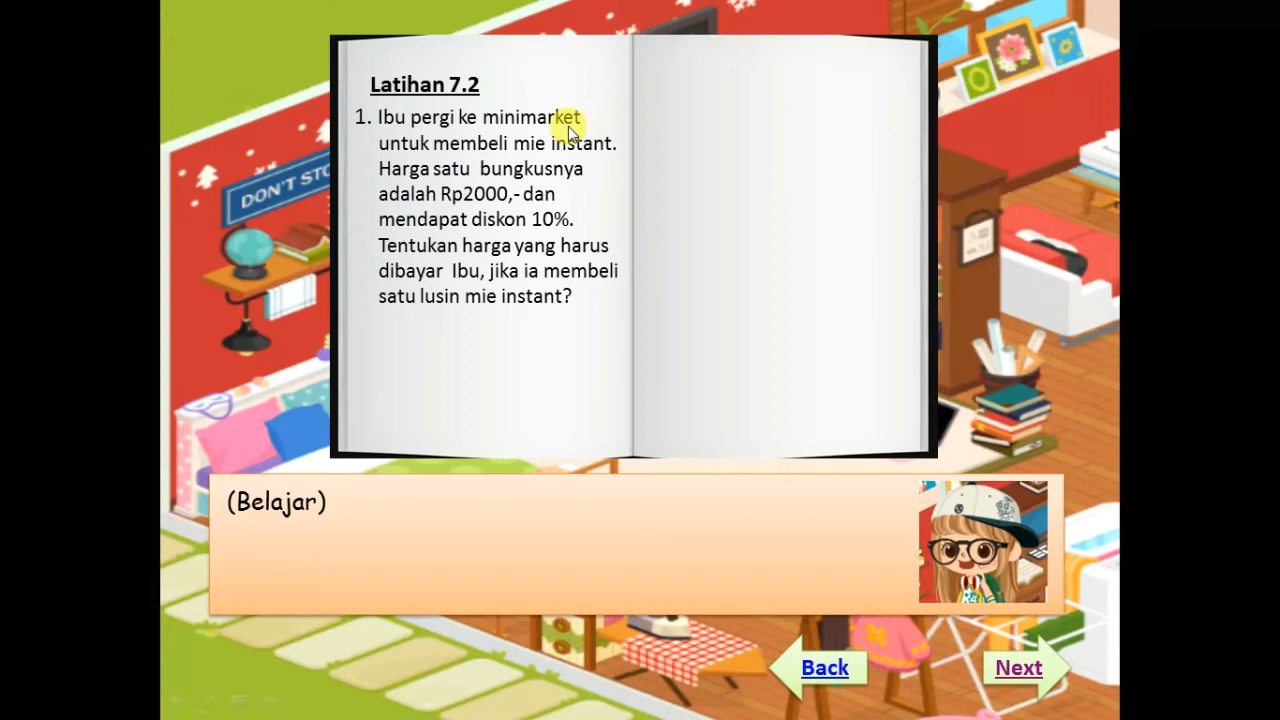 Latihan 7.2
1. Ibu pergi ke minimarket
untuk membeli mie instant.
Harga satu bungkusnya
adalah Rp2000,- dan
mendapat diskon 10%.
Tentukan harga yang harus
dibayar Ibu, jika ia membeli
satu lusin mie instant?
DON'T STO
(Belajar)
Back
Next